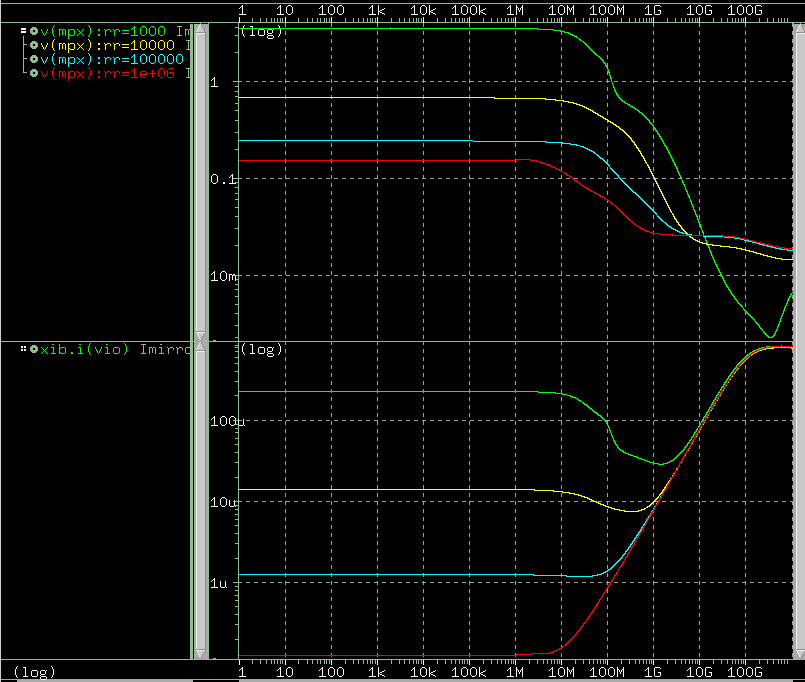 1 10 100 1k 10k 100k 1M 10M 100M 1G 10G 100G
v(mpx):rr=1000 Im
(log)
v(mpx):rr=10000 I
v(mpx):rr=100000
v(mpx):rr=1e+06 I
1
0.1
10m
xib.i(vio) Imirro
(log)
100μ
10u
1u
(log)
1 10 100 1k 10k 100k 1M 10M 100M 1G 10G 100G